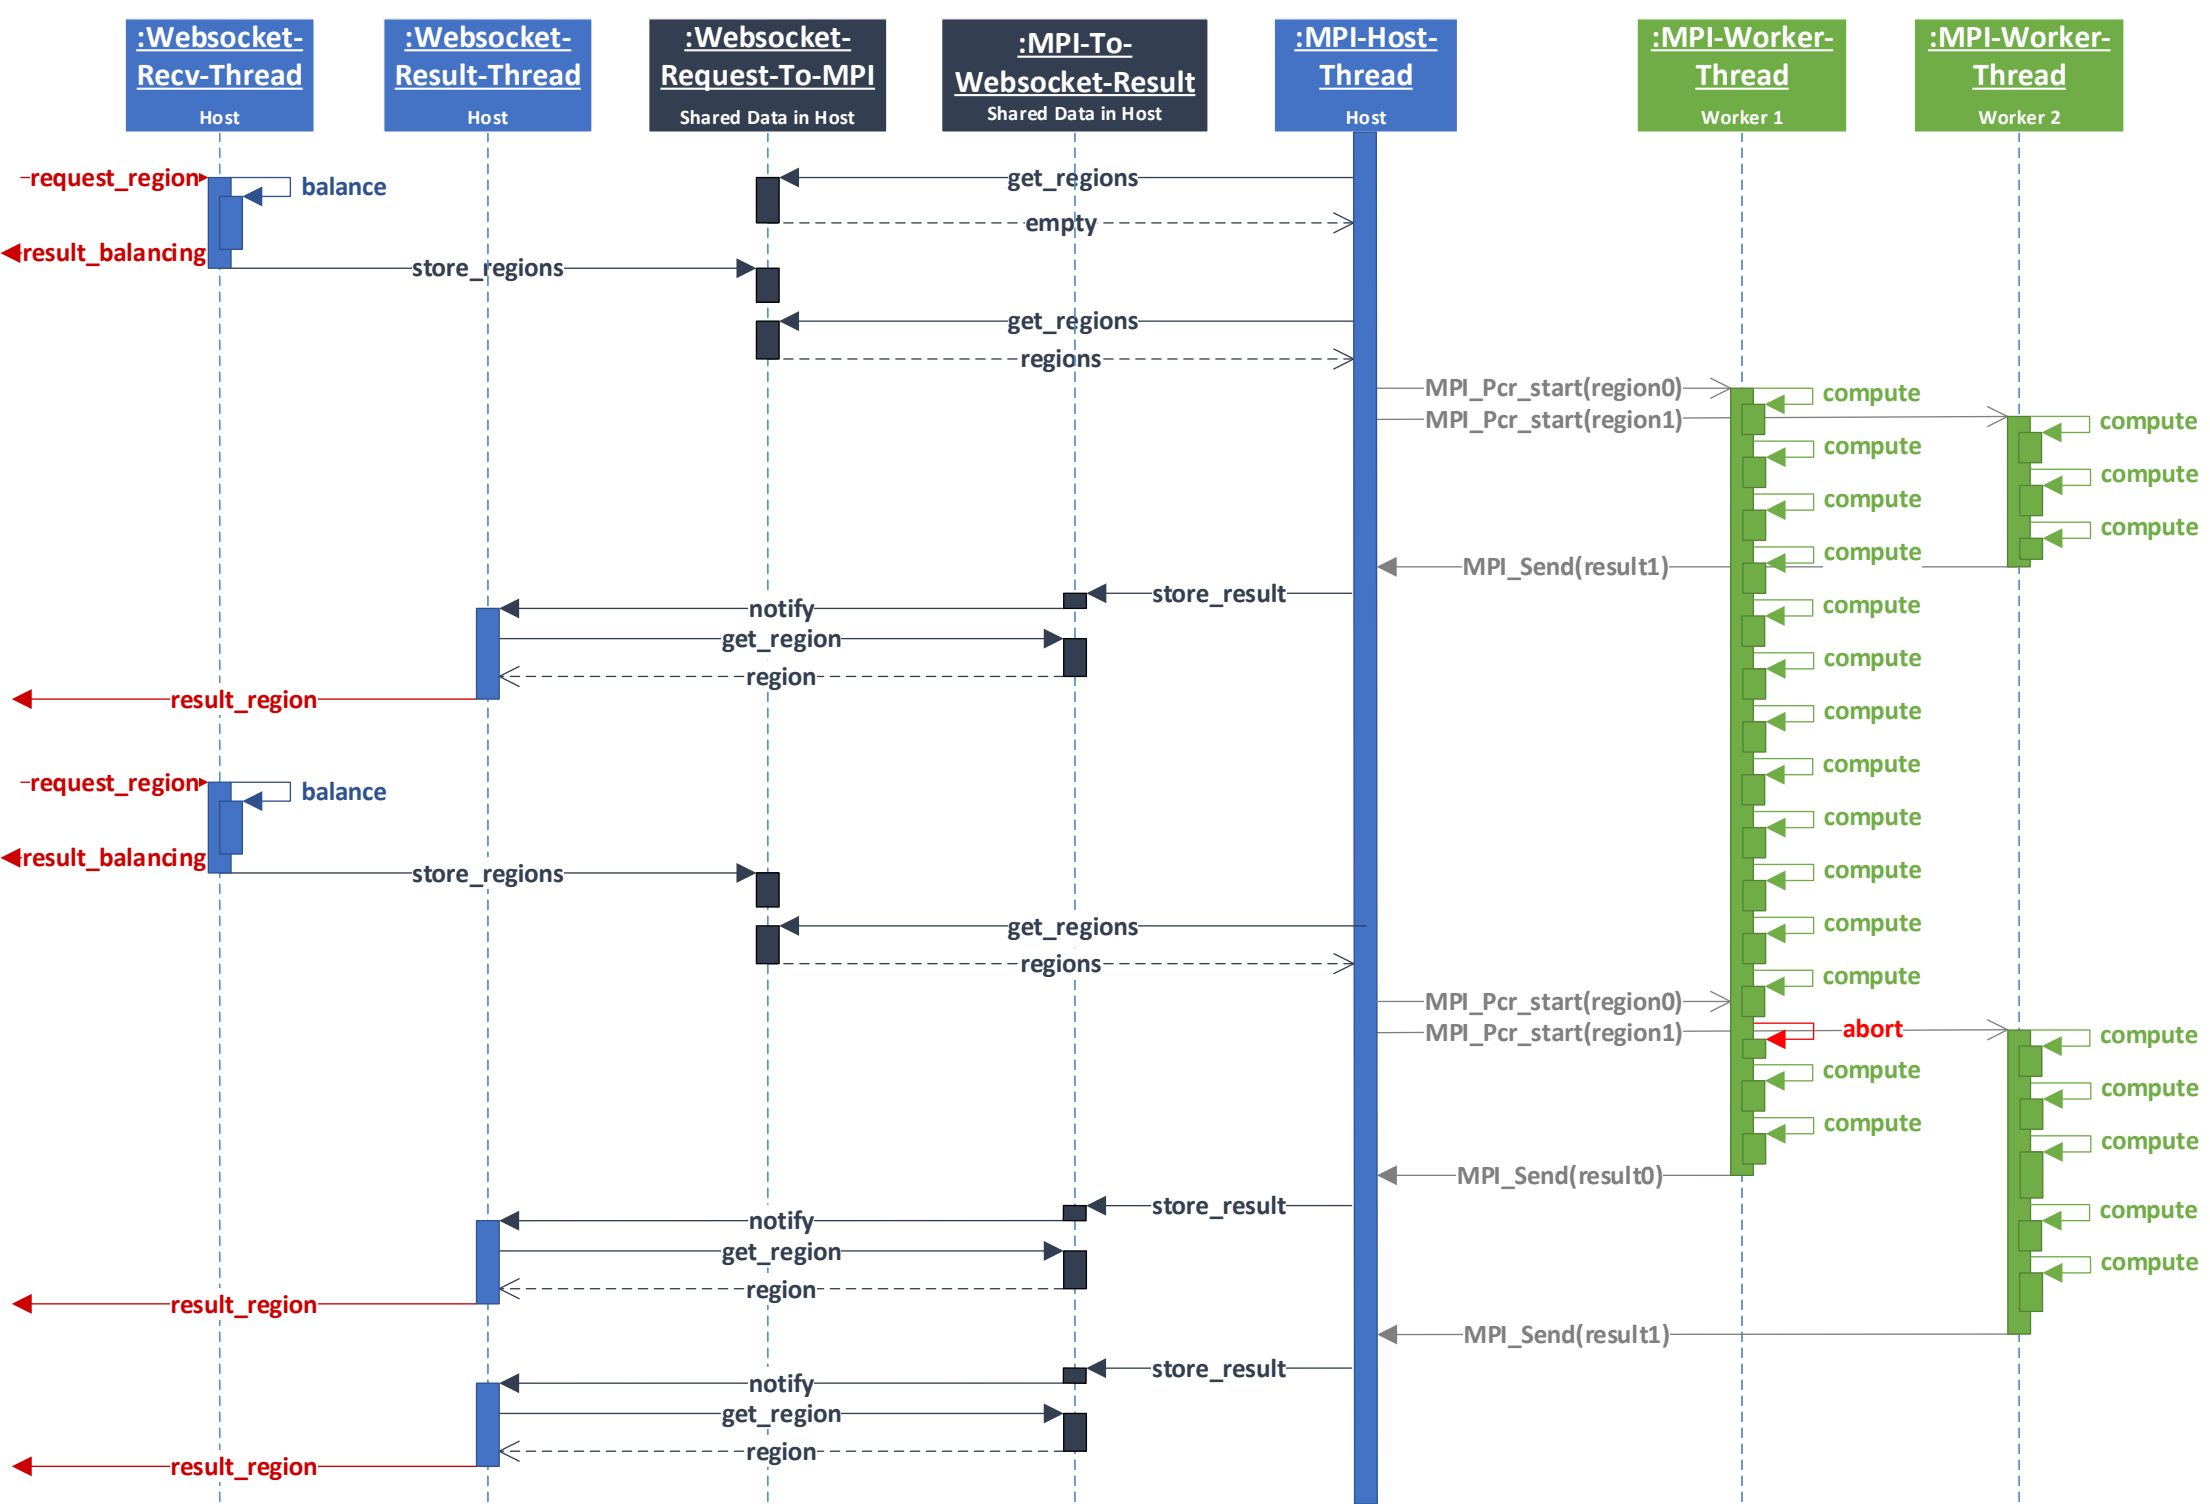 :Websocket-
Recv-Thread
Host
:Websocket-
Result-Thread
Host
:Websocket-
Request-To-MPI
Shared Data in Host
:MPI-To-
Websocket-Result
Shared Data in Host
:MPI-Host-
Thread
Host
:MPI-Worker-
Thread
Worker 1
:MPI-Worker-
Thread
Worker 2
request_region
balance
get_regions
empty
result_balancing
store_regions
get_regions
regions
MPI_Pcr_start(region0)
compute
MPI_Pcr_start(region1)
compute
compute
compute
compute
compute
compute
MPI_Send(result1)
store_result
compute
notify
get_region
compute
region
result_region
compute
compute
request_region
balance
compute
result_balancing
store_regions
compute
get_regions
compute
regions
compute
MPI_Pcr_start(region0)
MPI_Pcr_start(region1)
abort
compute
compute
compute
compute
compute
MPI_Send(result0)
store_result
compute
notify
get_region
compute
region
result_region
MPI_Send(result1)
store_result
notify
get_region
region
result_region